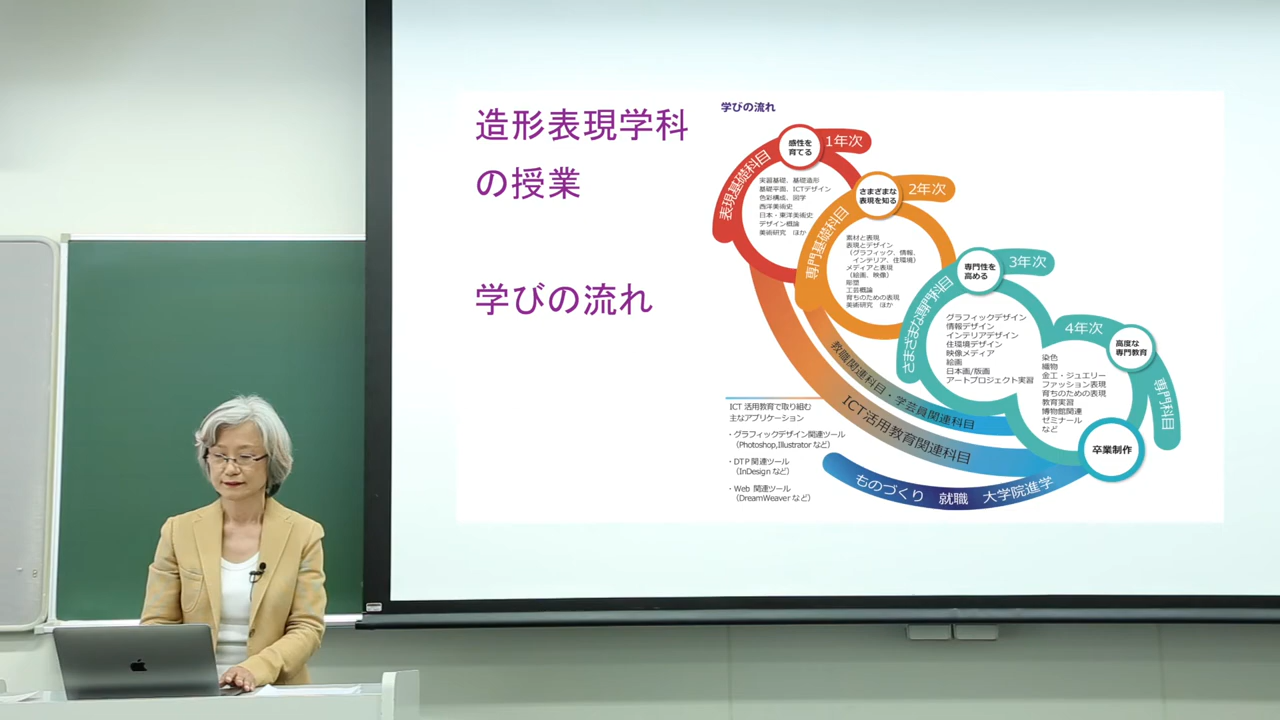 造形表現学科
の授業
学びの流れ
学びの流れ
1年次
感性を
育てる
表現基礎科目
実習基礎、基礎造形
基礎平面、ICTデザイン
色彩構成、図学
西洋美術史
日本・東洋美術史
デザイン概論
美術研究 ほか
2年次
さまざまな
表現を知る
専門基礎科目
素材と表現
表現とデザイン
(グラフィック、情報、
インテリア、住環境)
メディアと表現
(絵画、映像)
彫塑
工芸概論
育ちのための表現
美術研究 ほか
3年次
専門性を
高める
さまざまな専門科目
グラフィックデザイン
情報デザイン
インテリアデザイン
住環境デザイン
映像メディア
絵画
日本画/版画
アートプロジェクト実習
4年次
高度な
専門教育
専門科目
染色
織物
金工・ジュエリー
ファッション表現
育ちのための表現
教育実習
博物館関連
ゼミナール
など
卒業制作
教職関連科目・学芸員関連科目
ICT活用教育関連科目
ものづくり 就職 大学院進学
ICT 活用教育で取り組む
主なアプリケーション
・グラフィックデザイン関連ツール
(Photoshop,Illustrator など)
・DTP 関連ツール
(InDesign など)
・Web 関連ツール
(DreamWeaver など)